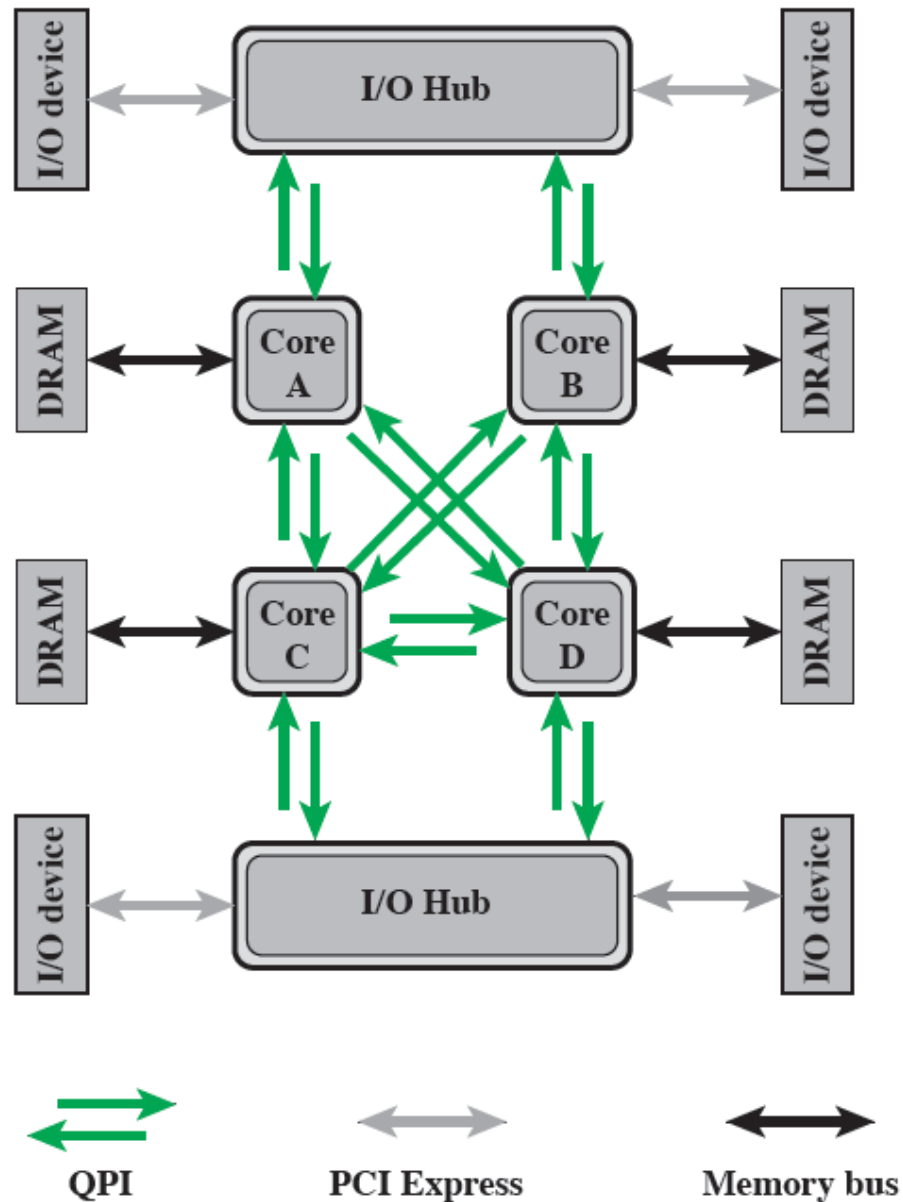 I/O device
I/O Hub
I/O device
DRAM
Core
A
Core
B
DRAM
DRAM
Core
C
Core
D
DRAM
I/O device
I/O Hub
I/O device
QPI
PCI Express
Memory bus